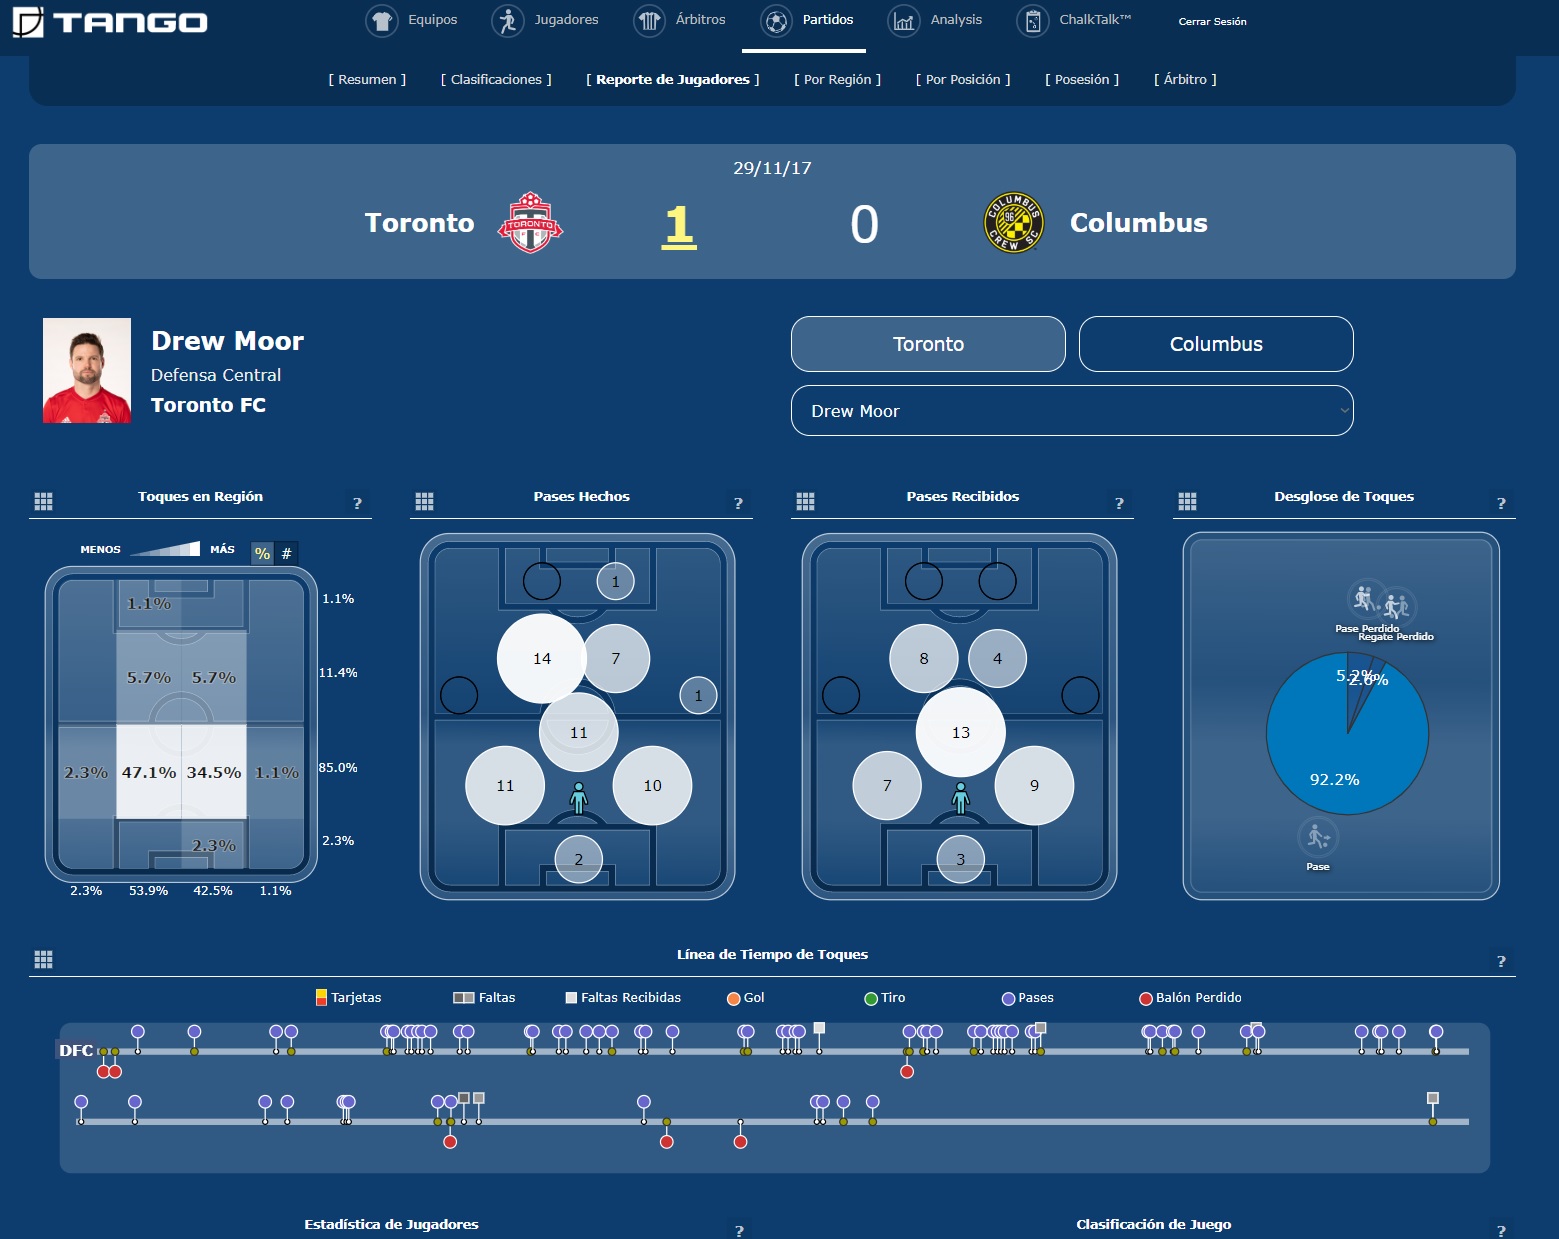 TANGO
Equipos
Jugadores
Árbitros
Partidos
Analysis
ChalkTalk™
Cerrar Sesión
[ Resumen ]
[ Clasificaciones ]
[ Reporte de Jugadores ]
[ Por Región ]
[ Por Posición ]
[ Posesión ]
[ Árbitro ]
29/11/17
Toronto
TORONTO
1
0
COLUMBUS
96
CREW SC
Columbus
Drew Moor
Defensa Central
Toronto FC
Toronto
Columbus
Drew Moor
Toques en Región
?
Pases Hechos
?
Pases Recibidos
?
Desglose de Toques
?
MENOS
MÁS
%
#
1.1%
1.1%
5.7%
5.7%
11.4%
2.3%
47.1%
34.5%
1.1%
85.0%
2.3%
2.3%
2.3%
53.9%
42.5%
1.1%
1
14
7
1
11
11
10
2
8
4
13
7
9
3
Pase Perdido
Regate Perdido
5.2%
2.6%
92.2%
Pase
Línea de Tiempo de Toques
?
Tarjetas
Faltas
Faltas Recibidas
Gol
Tiro
Pases
Balón Perdido
DFC
Estadística de Jugadores
?
Clasificación de Juego
?